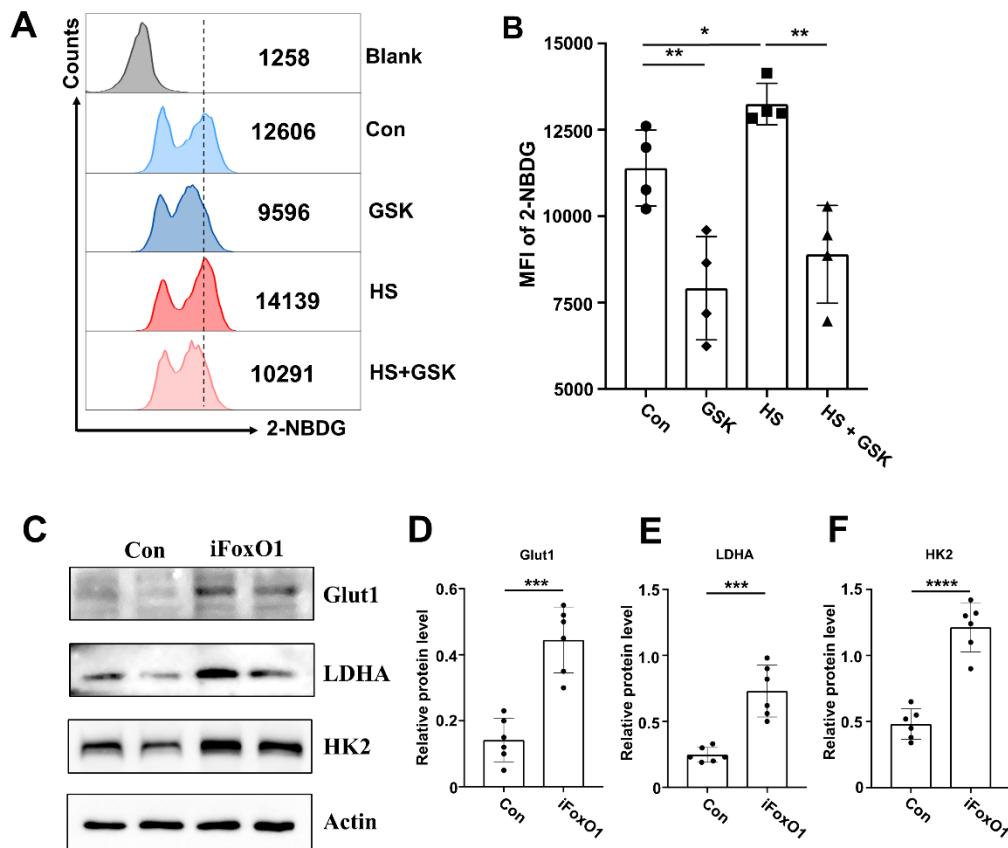 A
Counts
1258 Blank
12606 Con
9596 GSK
14139 HS
10291 HS+GSK
2-NBDG
B
MFI of 2-NBDG
15000
12500
10000
7500
5000
*
**
**
Con
GSK
HS
HS + GSK
C
Con iFoxO1
Glut1
LDHA
HK2
Actin
D
Glut1
Relative protein level
0.6
0.4
0.2
0
***
Con
iFoxO1
E
LDHA
Relative protein level
1.5
1.0
0.5
0
***
Con
iFoxO1
F
HK2
Relative protein level
1.5
1.0
0.5
0
****
Con
iFoxO1